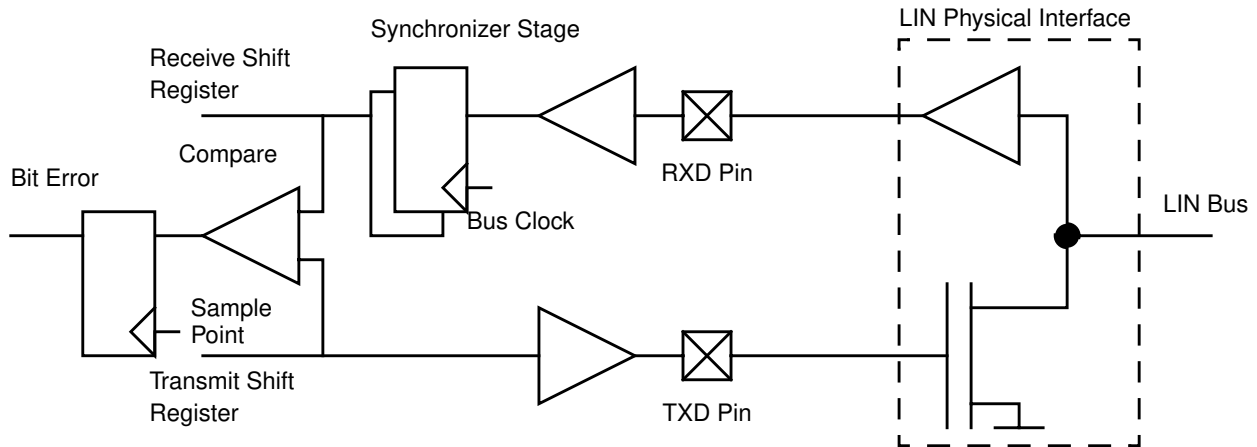 LIN Physical Interface
Synchronizer Stage
Receive Shift
Register
Compare
RXD Pin
Bit Error
Bus Clock
LIN Bus
Sample
Point
Transmit Shift
Register
TXD Pin